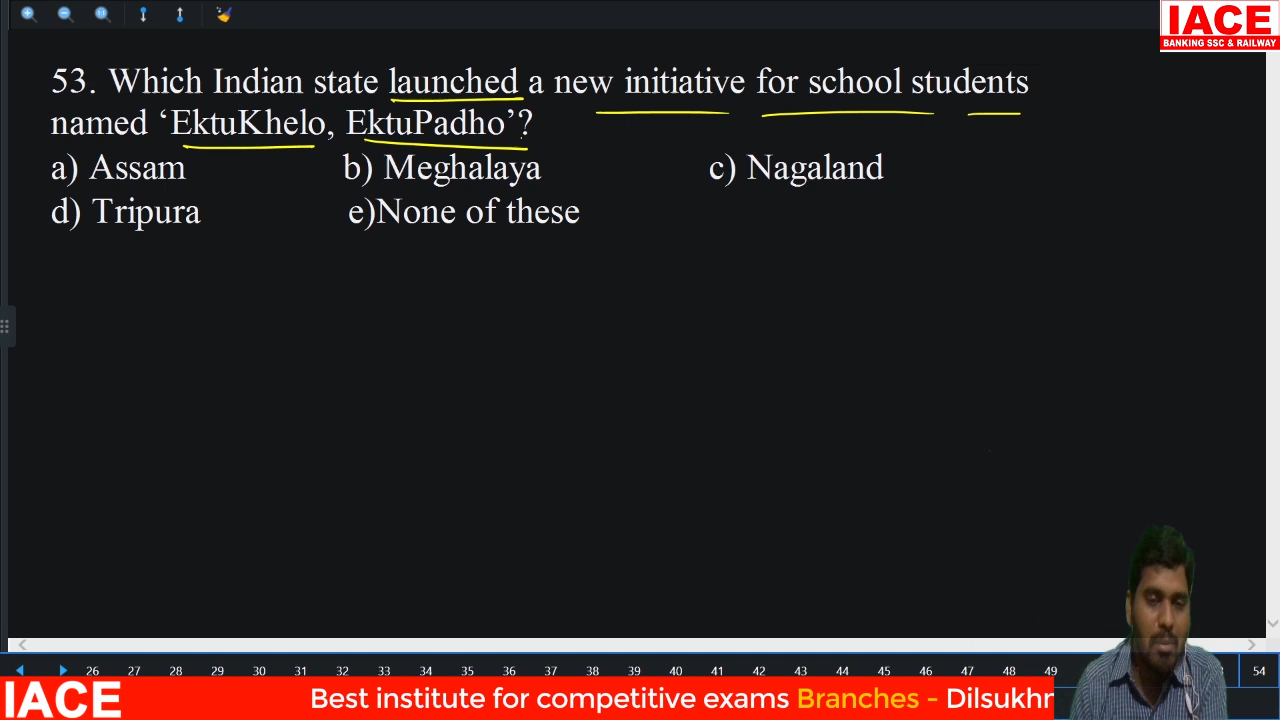 IACE
BANKING SSC & RAILWAY
53. Which Indian state launched a new initiative for school students
named ‘EktuKhelo, EktuPadho’?
a) Assam b) Meghalaya c) Nagaland
d) Tripura e)None of these
26 27 28 29 30 31 32 33 34 35 36 37 38 39 40 41 42 43 44 45 46 47 48 49 54
IACE Best institute for competitive exams Branches - Dilsukhr